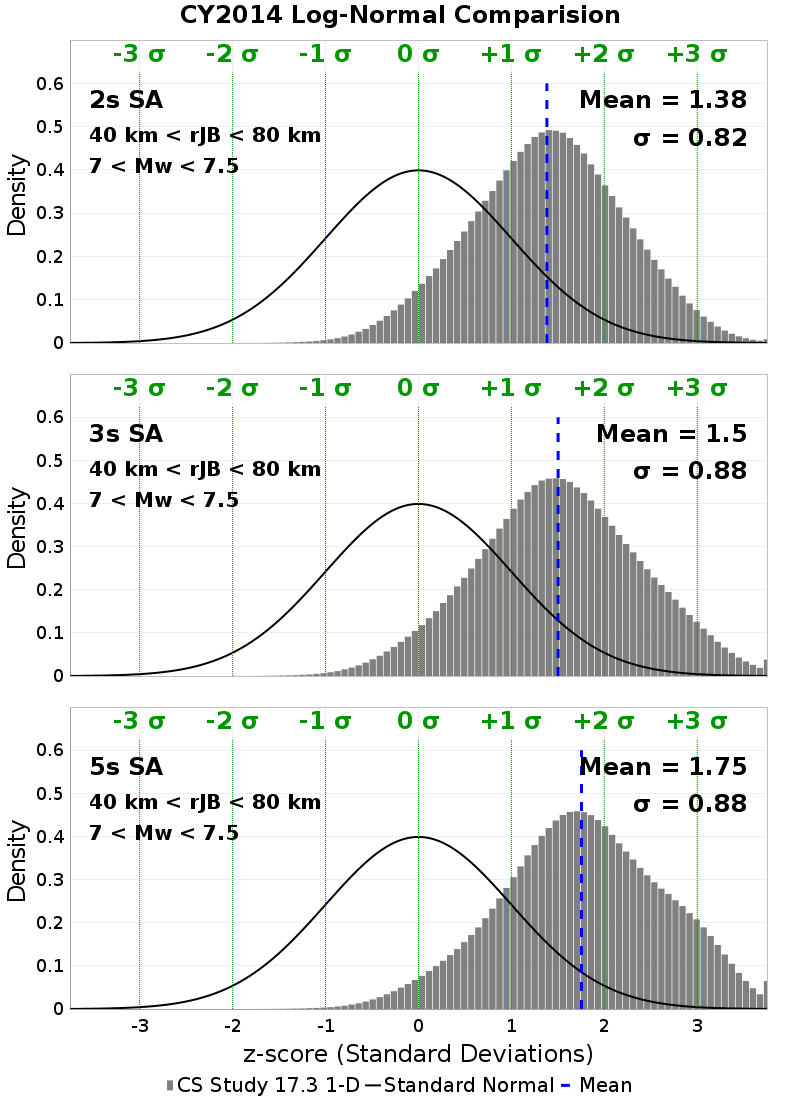 CY2014 Log-Normal Comparision
-3 σ -2 σ -1 σ 0 σ +1 σ +2 σ +3 σ
0.6
2s SA Mean = 1.38
0.5
40 km < rJB < 80 km σ = 0.82
7 < Mw < 7.5
0.4
0.3
0.2
0.1
0
Density
-3 σ -2 σ -1 σ 0 σ +1 σ +2 σ +3 σ
0.6
3s SA Mean = 1.5
0.5
40 km < rJB < 80 km σ = 0.88
7 < Mw < 7.5
0.4
0.3
0.2
0.1
0
Density
-3 σ -2 σ -1 σ 0 σ +1 σ +2 σ +3 σ
0.6
5s SA Mean = 1.75
0.5
40 km < rJB < 80 km σ = 0.88
7 < Mw < 7.5
0.4
0.3
0.2
0.1
0
Density
-3 -2 -1 0 1 2 3
z-score (Standard Deviations)
CS Study 17.3 1-D Standard Normal Mean